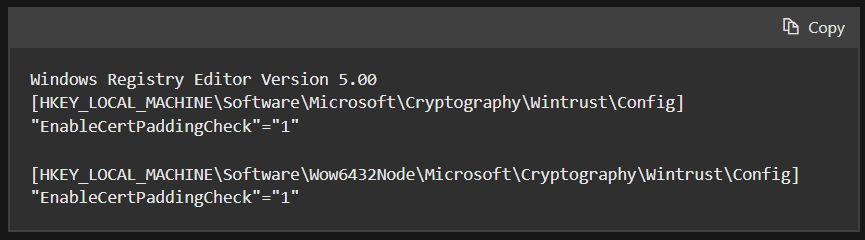 Copy
Windows Registry Editor Version 5.00
[HKEY_LOCAL_MACHINE\Software\Microsoft\Cryptography\Wintrust\Config]
"EnableCertPaddingCheck"="1"
[HKEY_LOCAL_MACHINE\Software\Wow6432Node\Microsoft\Cryptography\Wintrust\Config]
"EnableCertPaddingCheck"="1"